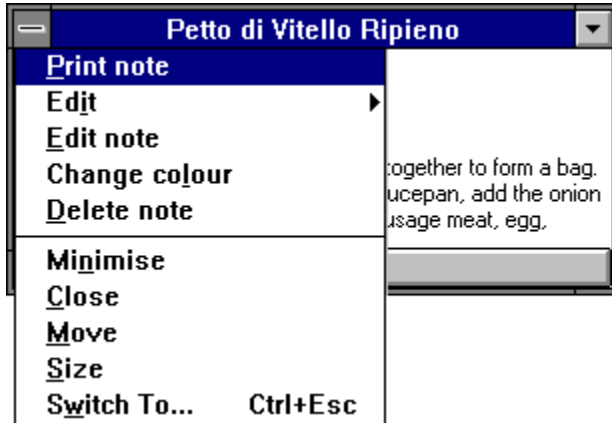 Petto di Vitello Ripieno
Print note
Edit
Edit note
Change colour
together to form a bag.
Delete note
ucepan, add the onion
usage meat, egg,
Minimise
Close
Move
Size
Switch To... Ctrl+Esc